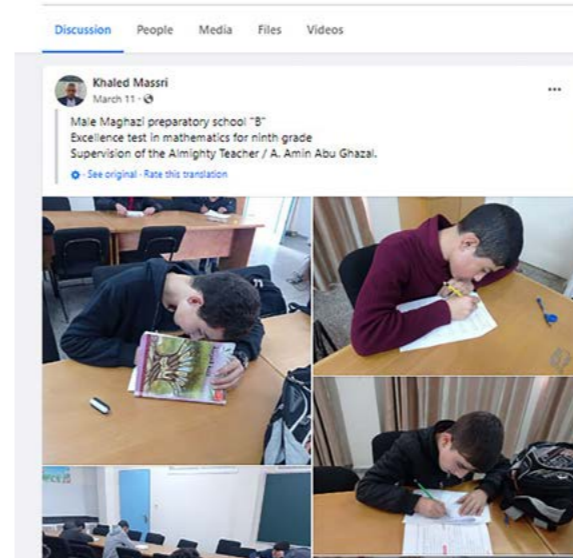 Discussion People Media Files Videos
Khaled Massri
March 11 ·
Male Maghazi preparatory school "B"
Excellence test in mathematics for ninth grade
Supervision of the Almighty Teacher / A. Amin Abu Ghazal.
· See original · Rate this translation